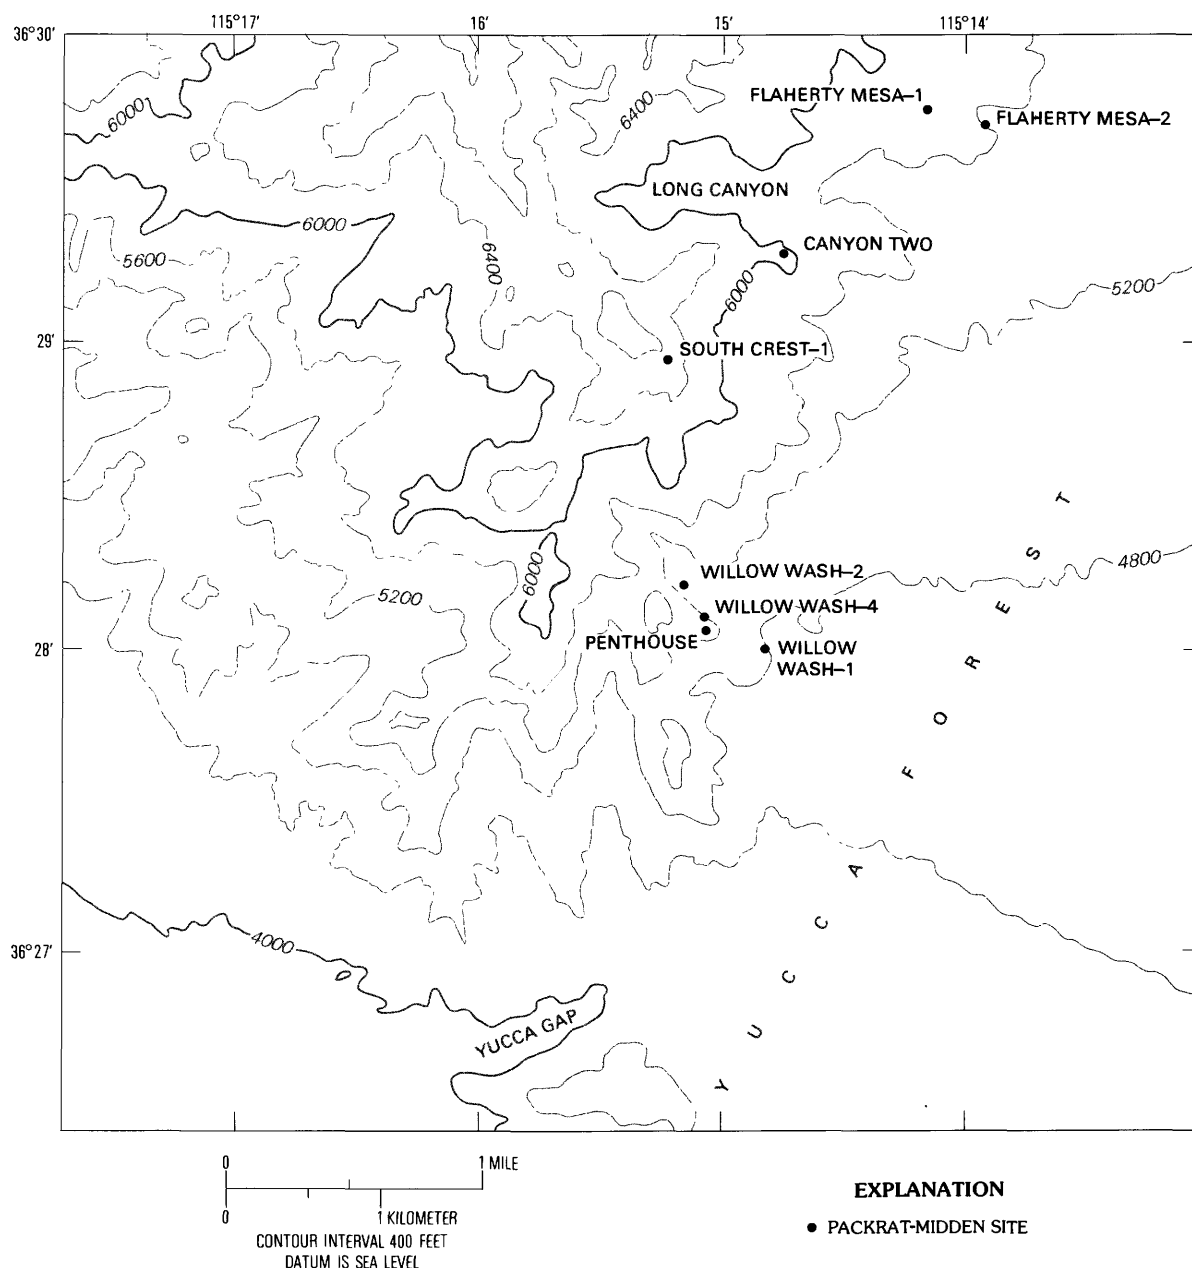 115°17' 16' 15' 115°14'
36°30'
6000
6400
FLAHERTY MESA–1
FLAHERTY MESA–2
LONG CANYON
6000
CANYON TWO
5600
6400
6000
5200
29'
SOUTH CREST–1
4800
WILLOW WASH–2
6000
5200
WILLOW WASH–4
PENTHOUSE
28'
WILLOW
WASH–1
YUCCA FOREST
36°27'
4000
YUCCA GAP
0 1 MILE
0 1 KILOMETER
CONTOUR INTERVAL 400 FEET
DATUM IS SEA LEVEL
EXPLANATION
PACKRAT-MIDDEN SITE